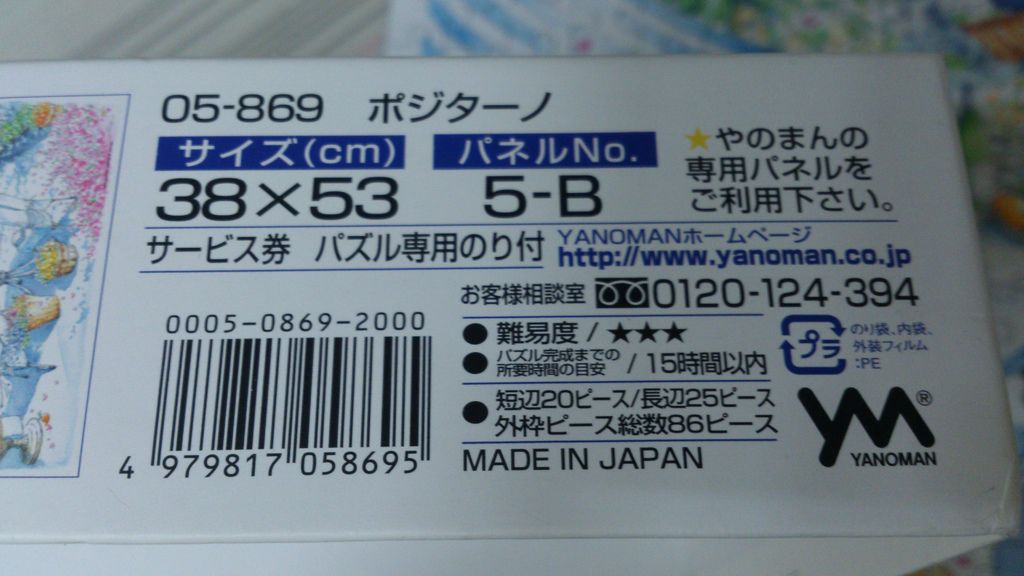 05-869 ポジターノ
サイズ(cm) パネルNo.
38×53 5-B
★やのまんの
専用パネルを
ご利用下さい。
サービス券 パズル専用のり付
YANOMANホームページ
http://www.yanoman.co.jp
お客様相談室 0120-124-394
0005-0869-2000
4 979817 058695
● 難易度 / ★★★
● パズル完成までの
所要時間の目安 / 15時間以内
● 短辺20ピース/長辺25ピース
外枠ピース総数86ピース
MADE IN JAPAN
プラ
のり袋、内袋、
外装フィルム
:PE
YM®
YANOMAN